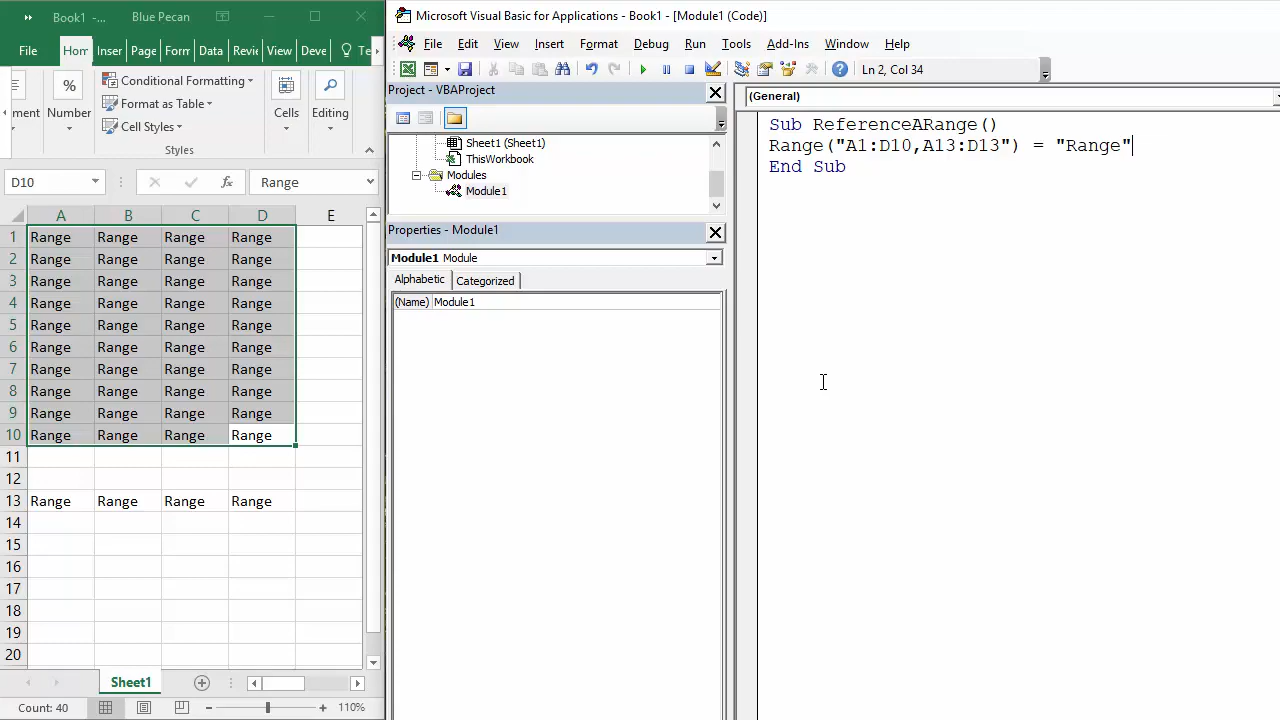 Book1 -... Blue Pecan
File Hom Inser Page Forr Data Revie View Deve Te
ment Number Conditional Formatting Format as Table Cell Styles Cells Editing
Styles
D10 Range
A B C D E
1 Range Range Range Range
2 Range Range Range Range
3 Range Range Range Range
4 Range Range Range Range
5 Range Range Range Range
6 Range Range Range Range
7 Range Range Range Range
8 Range Range Range Range
9 Range Range Range Range
10 Range Range Range Range
11
12
13 Range Range Range Range
14
15
16
17
18
19
20
Sheet1
Count: 40 110%
Microsoft Visual Basic for Applications - Book1 - [Module1 (Code)]
File Edit View Insert Format Debug Run Tools Add-Ins Window Help
Ln 2, Col 34
Project - VBAProject
Sheet1 (Sheet1)
ThisWorkbook
Modules
Module1
Properties - Module1
Module1 Module
Alphabetic Categorized
(Name) Module1
(General)
Sub ReferenceARange()
Range("A1:D10,A13:D13") = "Range"
End Sub